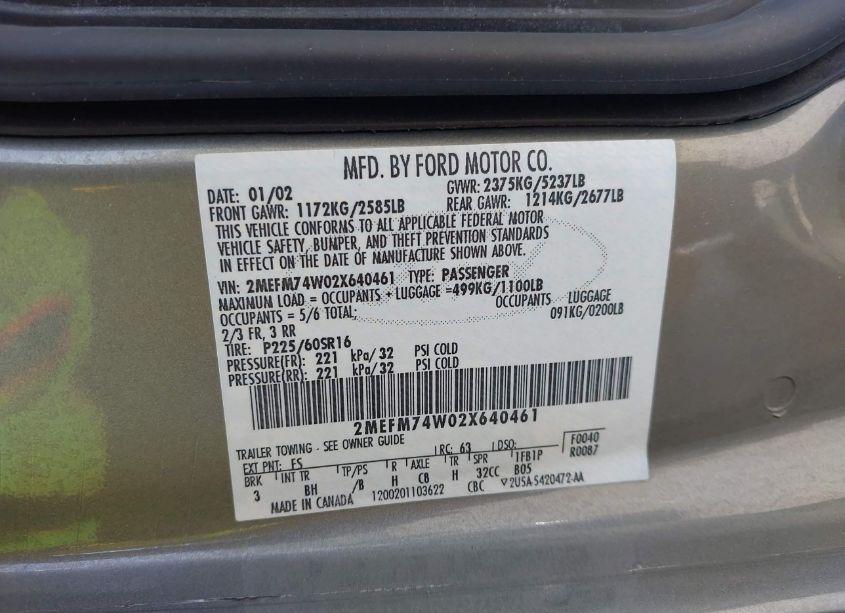 MFD. BY FORD MOTOR CO.
DATE: 01/02 GVWR: 2375KG/5237LB
FRONT GAWR: 1172KG/2585LB REAR GAWR: 1214KG/2677LB
THIS VEHICLE CONFORMS TO ALL APPLICABLE FEDERAL MOTOR
VEHICLE SAFETY, BUMPER, AND THEFT PREVENTION STANDARDS
IN EFFECT ON THE DATE OF MANUFACTURE SHOWN ABOVE.
VIN: 2MEFM74W02X640461 TYPE: PASSENGER
MAXIMUM LOAD = OCCUPANTS + LUGGAGE =499KG/1100LB
OCCUPANTS = 5/6 TOTAL; OCCUPANTS LUGGAGE
2/3 FR, 3 RR 091KG/0200LB
TIRE: P225/60SR16
PRESSURE(FR): 221 kPa/ 32 PSI COLD
PRESSURE(RR): 221 kPa/ 32 PSI COLD
2MEFM74W02X640461
TRAILER TOWING - SEE OWNER GUIDE
EXT PNT: FS RC: 63 DSO: F0040
BRK INT TR TP/PS R AXLE TR SPR 1FB1P R0087
3 BH /B H C8 H 32CC B05
MADE IN CANADA 1200201103622 CBC 2USA-5420472-AA